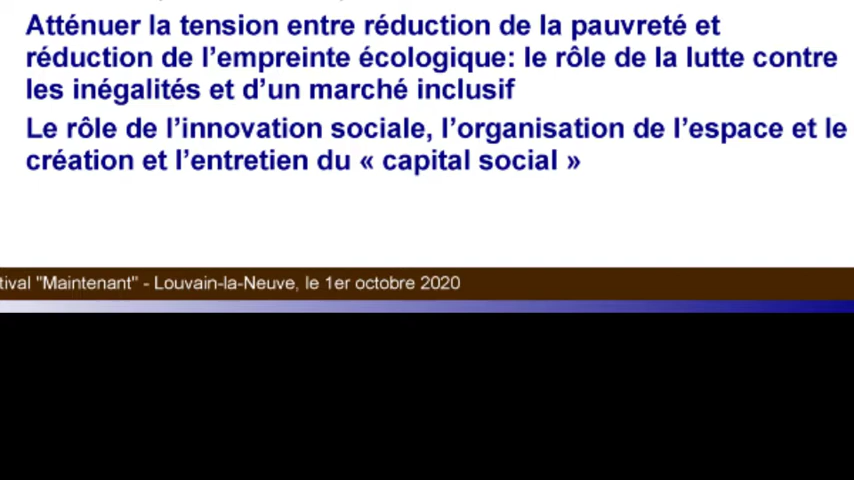 Atténuer la tension entre réduction de la pauvreté et
réduction de l’empreinte écologique: le rôle de la lutte contre
les inégalités et d’un marché inclusif
Le rôle de l’innovation sociale, l’organisation de l’espace et le
création et l’entretien du « capital social »
tival "Maintenant" - Louvain-la-Neuve, le 1er octobre 2020